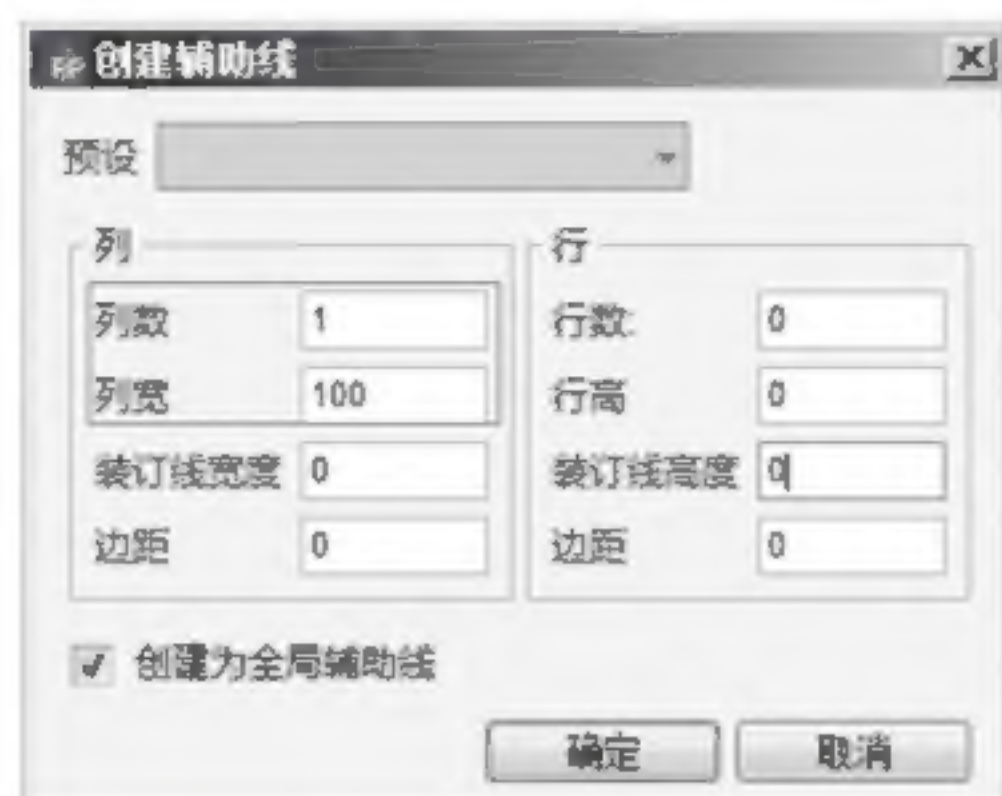 RP 创建辅助线
预设
列
列数 1
列宽 100
装订线宽度 0
边距 0
行
行数: 0
行高 0
装订线高度 0
边距 0
创建为全局辅助线
确定 取消